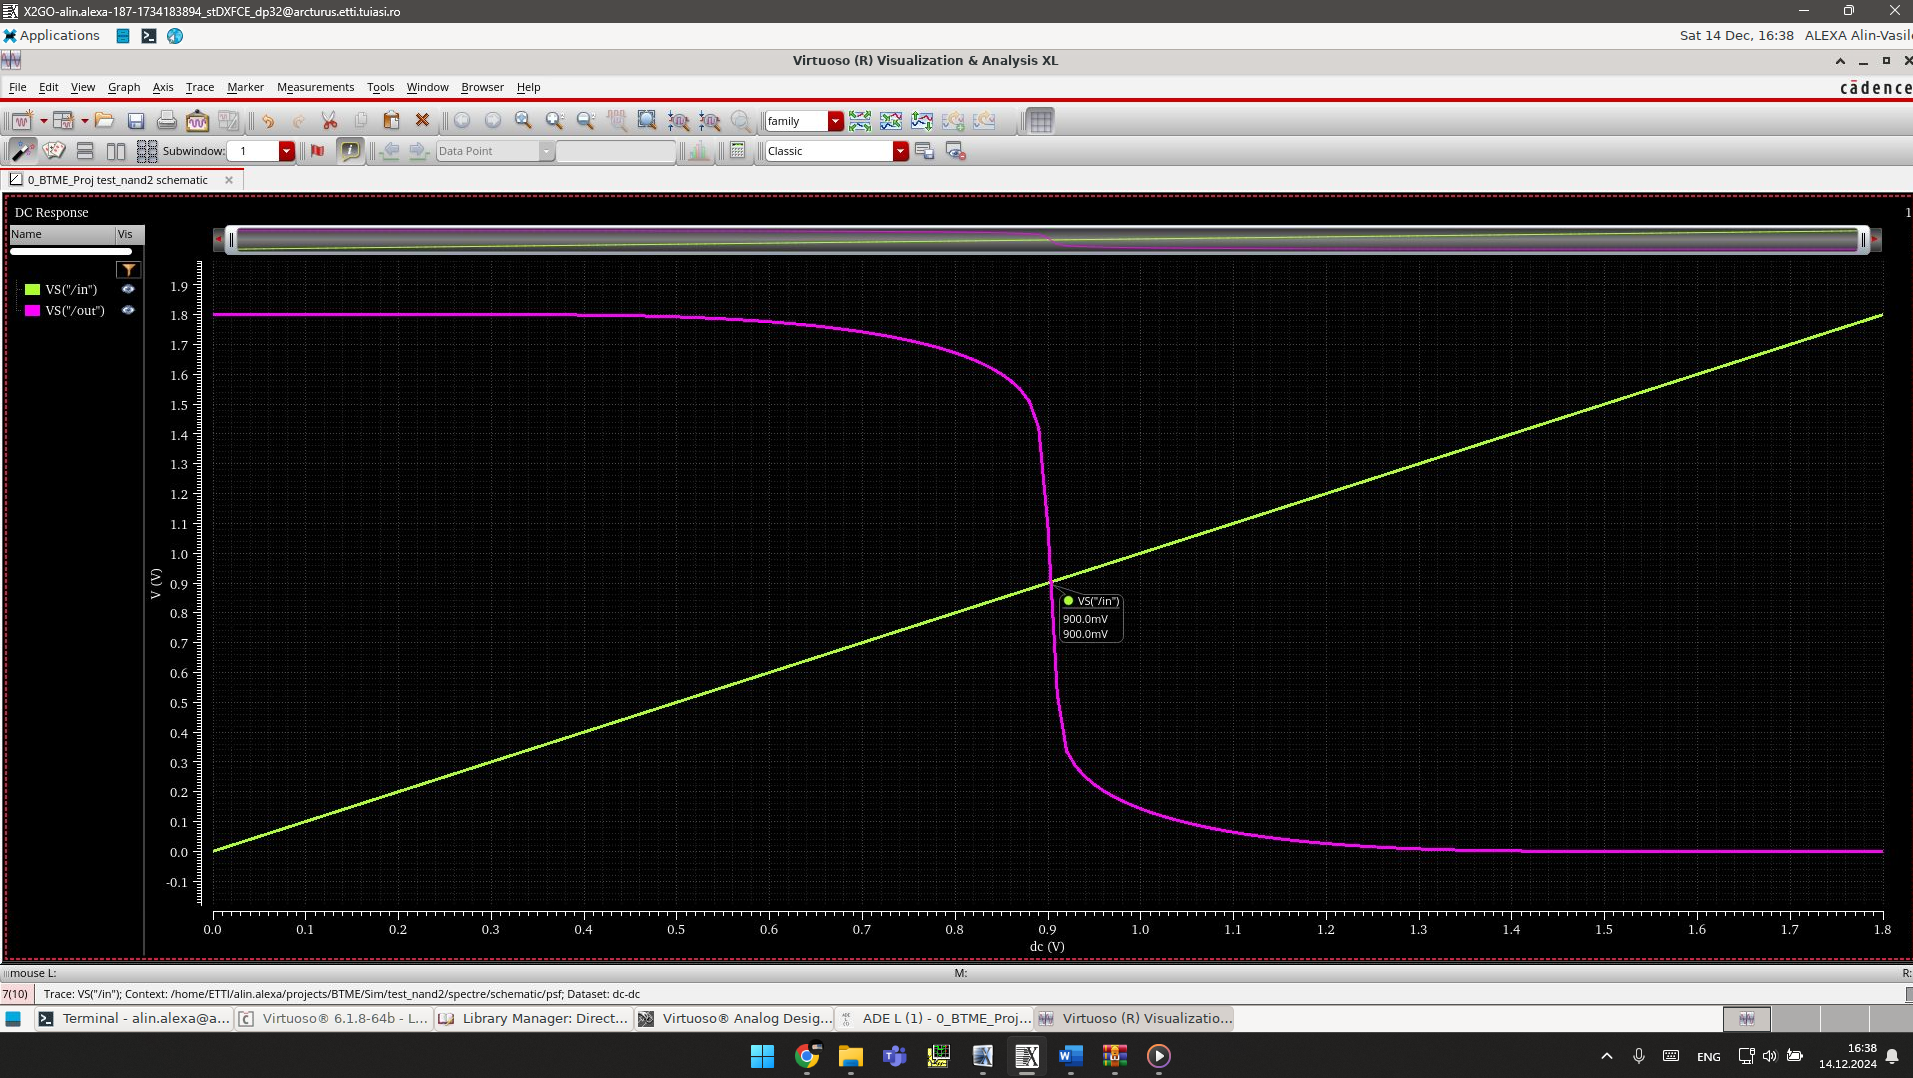 X2GO-alin.alexa-187-1734183894_stDXFCE_dp32@arcturus.etti.tuiasi.ro
Applications
Sat 14 Dec, 16:38 ALEXA Alin-Vasil
Virtuoso (R) Visualization & Analysis XL
File Edit View Graph Axis Trace Marker Measurements Tools Window Browser Help
cādence
family
Subwindow: 1
Data Point
Classic
0_BTME_Proj test_nand2 schematic
DC Response
1
Name Vis
VS("/in")
VS("/out")
1.9
1.8
1.7
1.6
1.5
1.4
1.3
1.2
1.1
1.0
0.9
0.8
0.7
0.6
0.5
0.4
0.3
0.2
0.1
0.0
-0.1
V (V)
VS("/in")
900.0mV
900.0mV
0.0 0.1 0.2 0.3 0.4 0.5 0.6 0.7 0.8 0.9 1.0 1.1 1.2 1.3 1.4 1.5 1.6 1.7 1.8
dc (V)
mouse L: M: R:
7(10) Trace: VS("/in"); Context: /home/ETTI/alin.alexa/projects/BTME/Sim/test_nand2/spectre/schematic/psf; Dataset: dc-dc
Terminal - alin.alexa@a... Virtuoso® 6.1.8-64b - L... Library Manager: Direct... Virtuoso® Analog Desig... ADE L (1) - 0_BTME_Proj... Virtuoso (R) Visualizatio...
ENG
16:38
14.12.2024